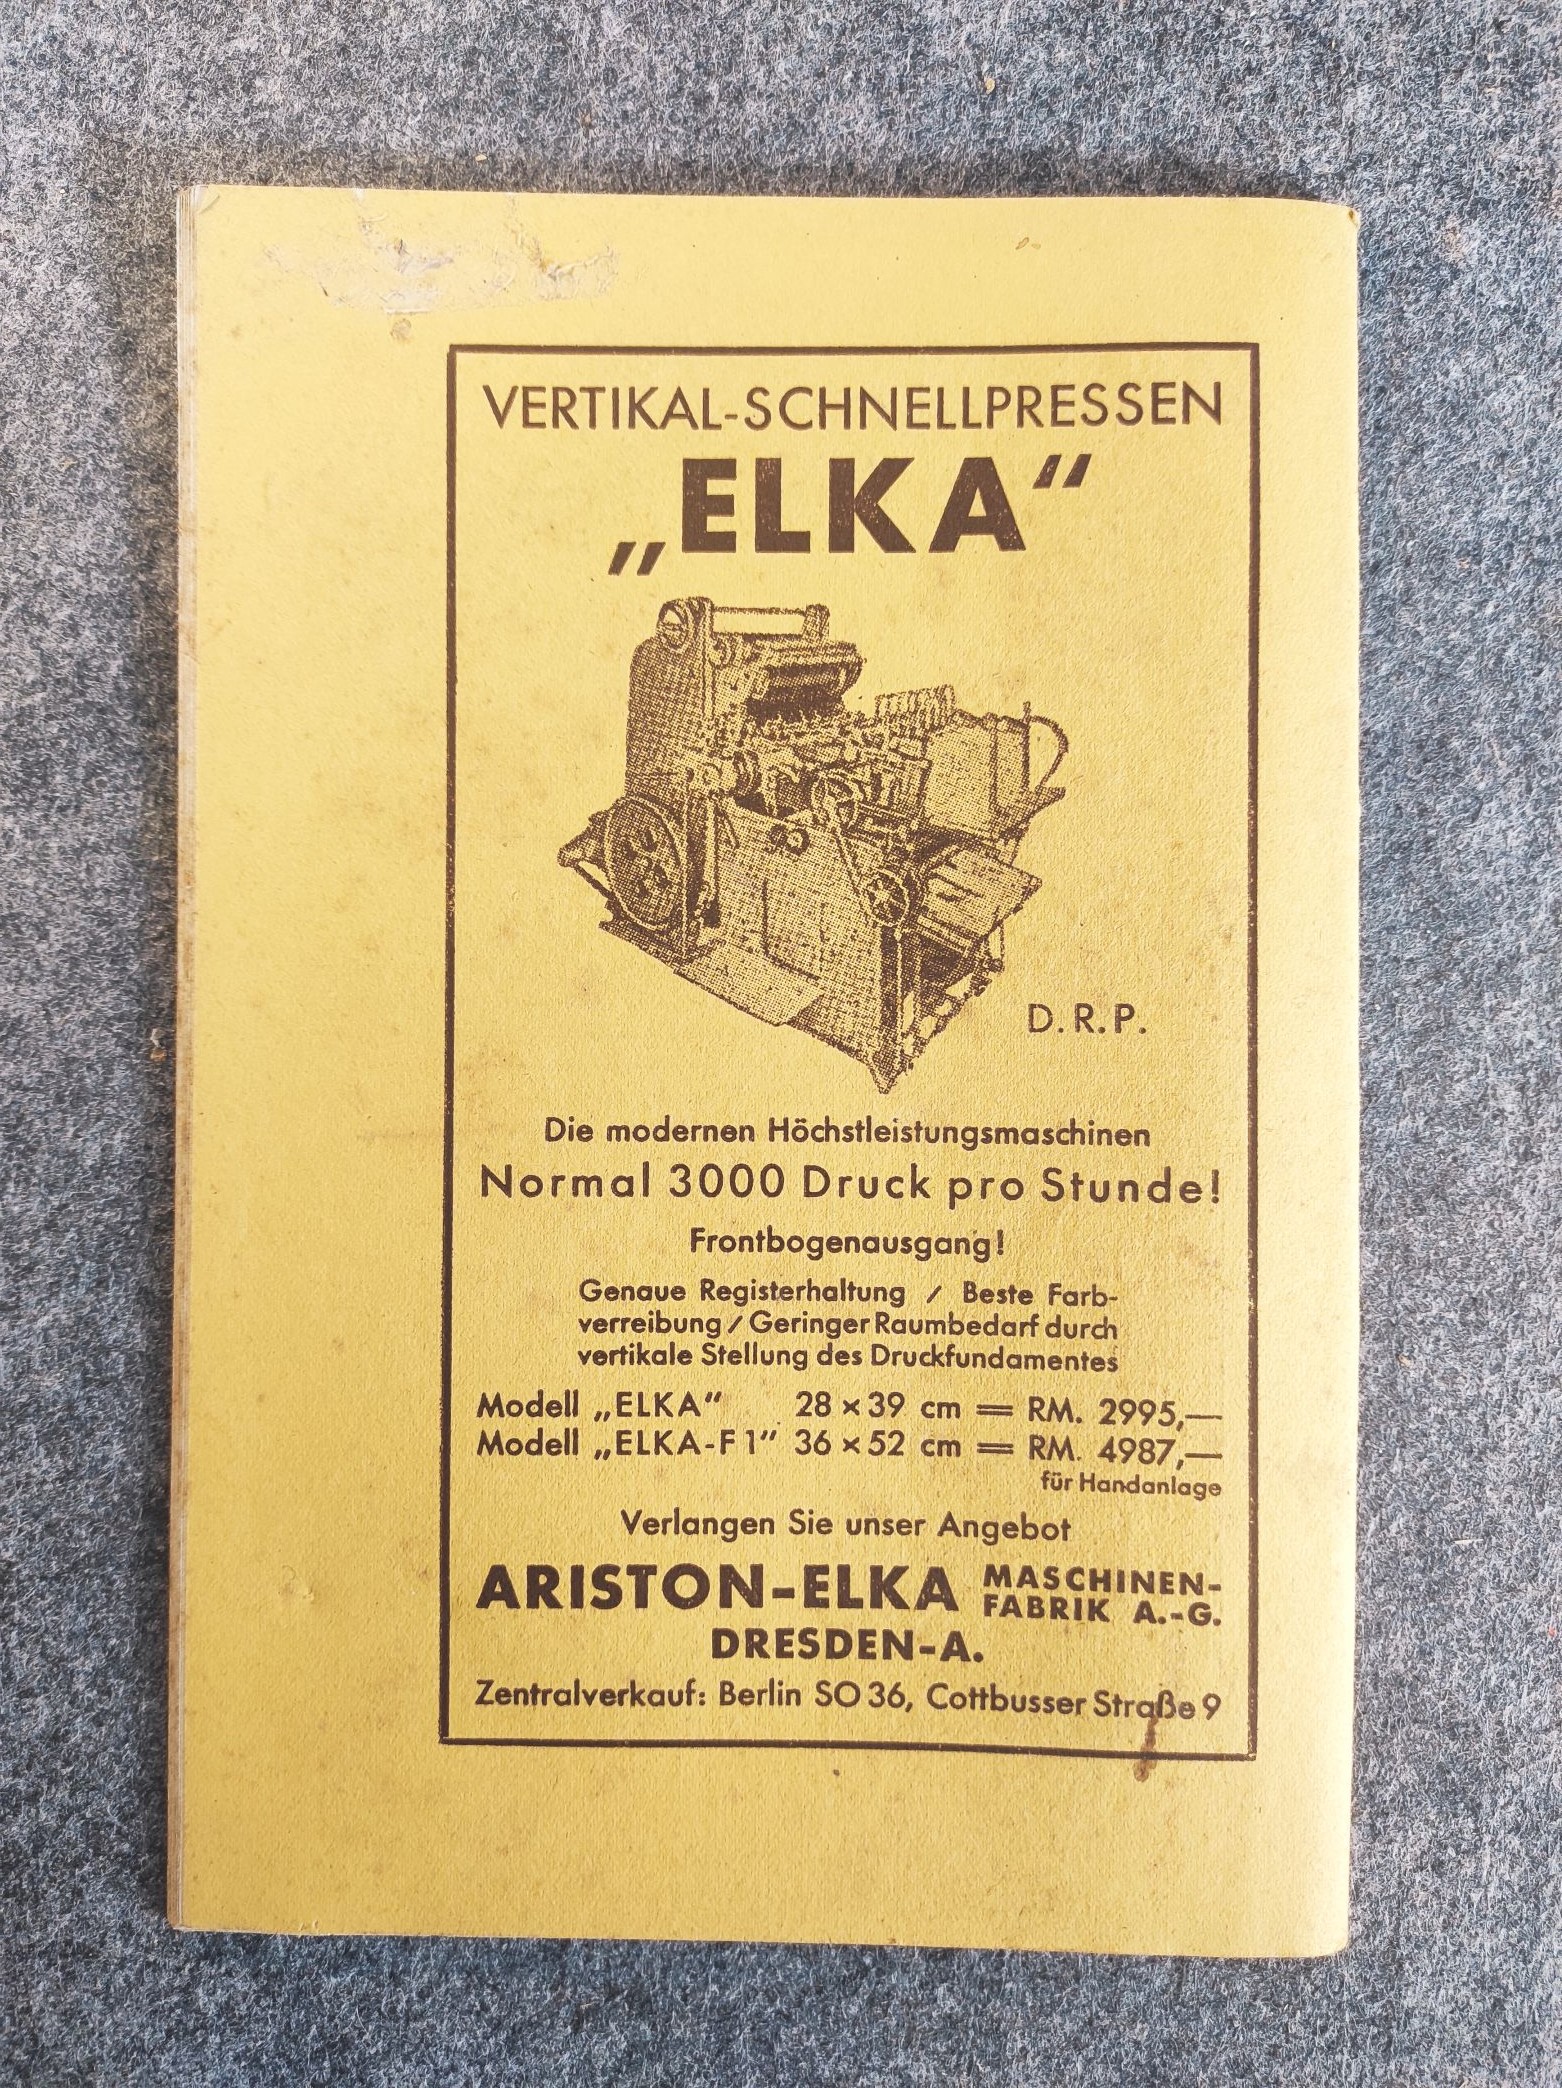 VERTIKAL-SCHNELLPRESSEN
„ELKA“
D.R.P.
Die modernen Höchstleistungsmaschinen
Normal 3000 Druck pro Stunde!
Frontbogenausgang!
Genaue Registerhaltung / Beste Farb-
verreibung / Geringer Raumbedarf durch
vertikale Stellung des Druckfundamentes
Modell „ELKA“ 28 × 39 cm = RM. 2995,—
Modell „ELKA-F1“ 36 × 52 cm = RM. 4987,—
für Handanlage
Verlangen Sie unser Angebot
ARISTON-ELKA MASCHINEN-
FABRIK A.-G.
DRESDEN-A.
Zentralverkauf: Berlin SO 36, Cottbusser Straße 9